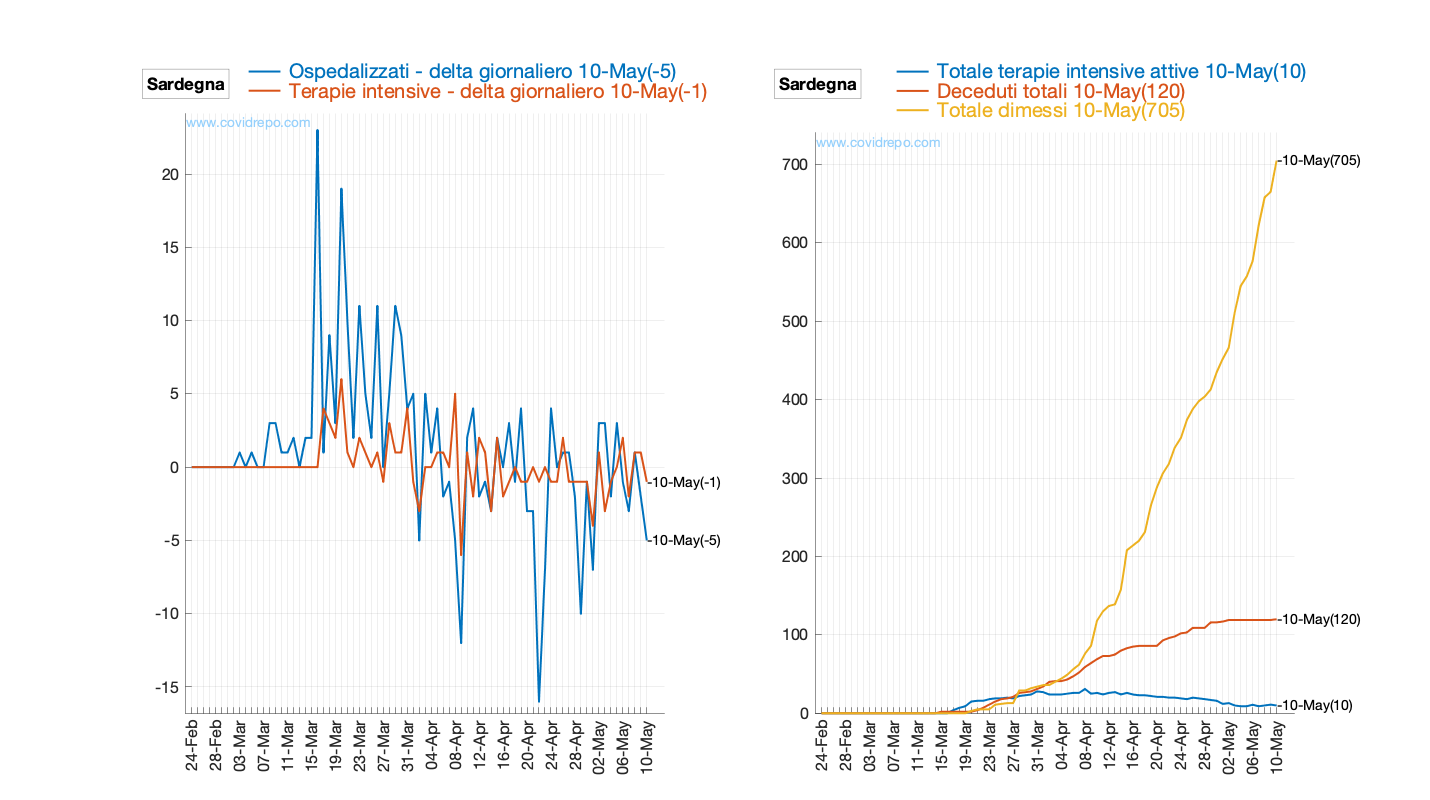 Sardegna
Ospedalizzati - delta giornaliero 10-May(-5)
Terapie intensive - delta giornaliero 10-May(-1)
www.covidrepo.com
20
15
10
5
0
-5
-10
-15
-10-May(-1)
-10-May(-5)
24-Feb
28-Feb
03-Mar
07-Mar
11-Mar
15-Mar
19-Mar
23-Mar
27-Mar
31-Mar
04-Apr
08-Apr
12-Apr
16-Apr
20-Apr
24-Apr
28-Apr
02-May
06-May
10-May
Sardegna
Totale terapie intensive attive 10-May(10)
Deceduti totali 10-May(120)
Totale dimessi 10-May(705)
www.covidrepo.com
700
600
500
400
300
200
100
0
-10-May(705)
-10-May(120)
-10-May(10)
24-Feb
28-Feb
03-Mar
07-Mar
11-Mar
15-Mar
19-Mar
23-Mar
27-Mar
31-Mar
04-Apr
08-Apr
12-Apr
16-Apr
20-Apr
24-Apr
28-Apr
02-May
06-May
10-May